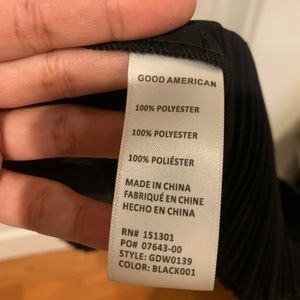 GOOD AMERICAN
100% POLYESTER
100% POLYESTER
100% POLIÉSTER
MADE IN CHINA
FABRIQUÉ EN CHINE
HECHO EN CHINA
RN# 151301
PO# 07643-00
STYLE: GDW0139
COLOR: BLACK001